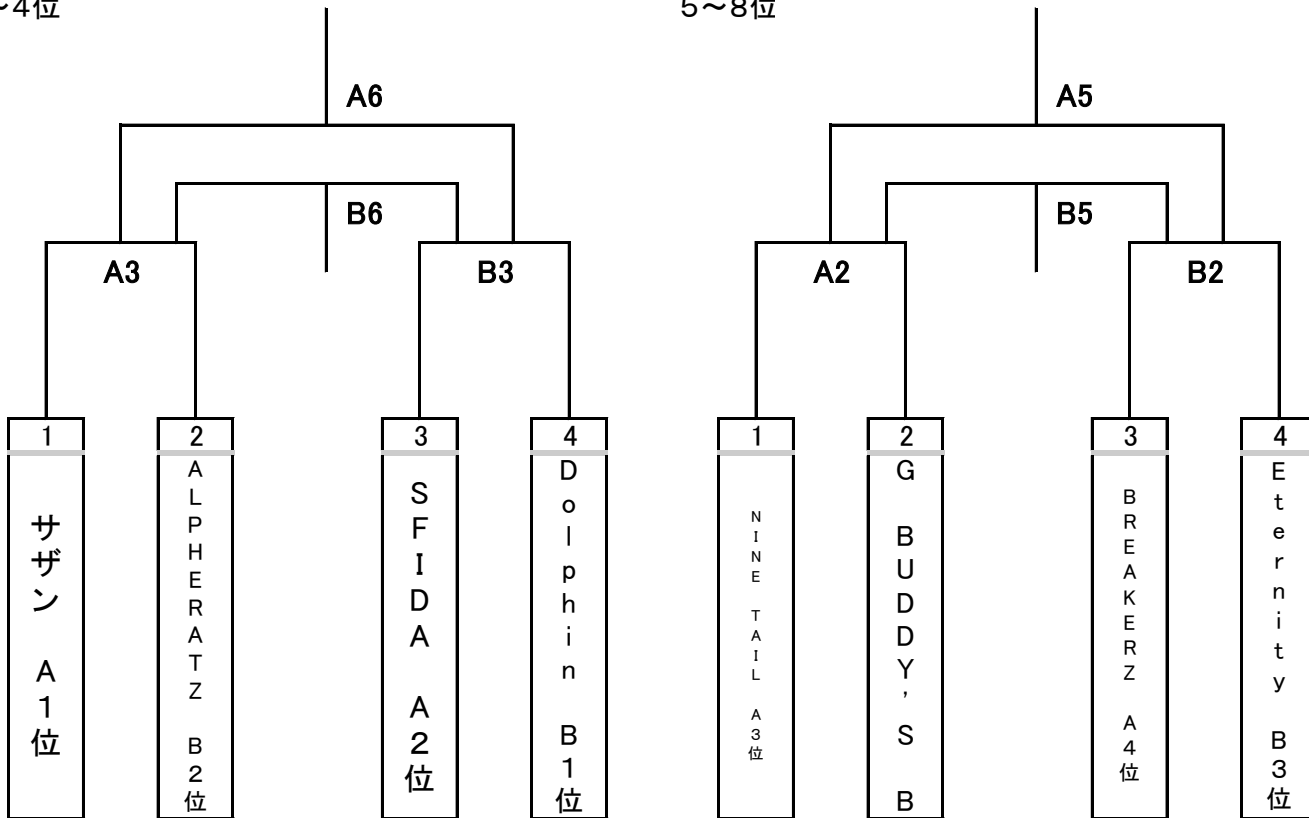 ～4位
5～8位
A6
A5
B6
B5
A3
B3
A2
B2
1
2
3
4
1
2
3
4
サザン　A1位
ALPHERATZ　B2位
SFIDA　A2位
Dolphin　B1位
NINE　TAIL　A3位
G　BUDDY’S　B
BREAKERZ　A4位
Eternity　B3位